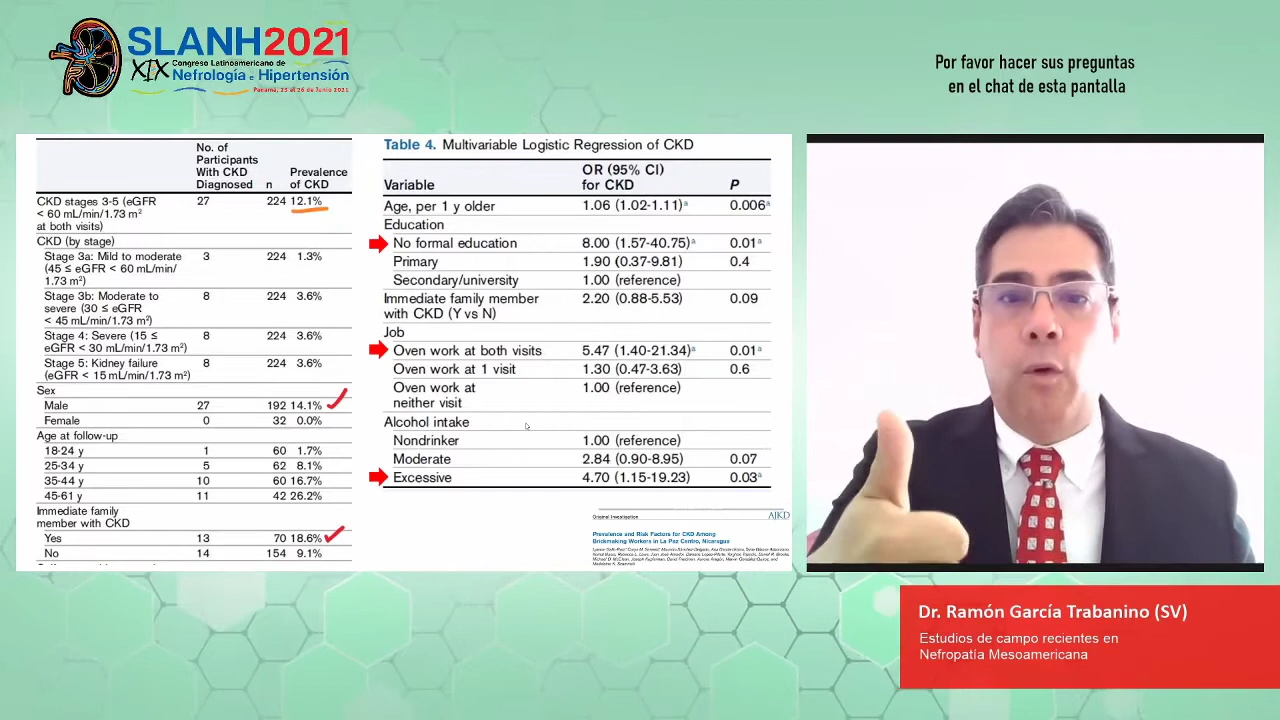 SLANH2021
XIX Congreso Latinoamericano de
Nefrología e Hipertensión
Panamá, 23 al 26 de Junio 2021
Por favor hacer sus preguntas
en el chat de esta pantalla
No. of
Participants
With CKD Prevalence
Diagnosed n of CKD
CKD stages 3-5 (eGFR 27 224 12.1%
< 60 mL/min/1.73 m²
at both visits)
CKD (by stage)
Stage 3a: Mild to moderate 3 224 1.3%
(45 ≤ eGFR < 60 mL/min/
1.73 m²)
Stage 3b: Moderate to 8 224 3.6%
severe (30 ≤ eGFR
< 45 mL/min/1.73 m²)
Stage 4: Severe (15 ≤ 8 224 3.6%
eGFR < 30 mL/min/1.73 m²)
Stage 5: Kidney failure 8 224 3.6%
(eGFR < 15 mL/min/1.73 m²)
Sex
Male 27 192 14.1%
Female 0 32 0.0%
Age at follow-up
18-24 y 1 60 1.7%
25-34 y 5 62 8.1%
35-44 y 10 60 16.7%
45-61 y 11 42 26.2%
Immediate family
member with CKD
Yes 13 70 18.6%
No 14 154 9.1%
Table 4. Multivariable Logistic Regression of CKD
OR (95% CI)
Variable for CKD P
Age, per 1 y older 1.06 (1.02-1.11)ᵃ 0.006ᵃ
Education
No formal education 8.00 (1.57-40.75)ᵃ 0.01ᵃ
Primary 1.90 (0.37-9.81) 0.4
Secondary/university 1.00 (reference)
Immediate family member 2.20 (0.88-5.53) 0.09
with CKD (Y vs N)
Job
Oven work at both visits 5.47 (1.40-21.34)ᵃ 0.01ᵃ
Oven work at 1 visit 1.30 (0.47-3.63) 0.6
Oven work at 1.00 (reference)
neither visit
Alcohol intake
Nondrinker 1.00 (reference)
Moderate 2.84 (0.90-8.95) 0.07
Excessive 4.70 (1.15-19.23) 0.03ᵃ
Original Investigation AJKD
Prevalence and Risk Factors for CKD Among
Brickmaking Workers in La Paz Centro, Nicaragua
Dr. Ramón García Trabanino (SV)
Estudios de campo recientes en
Nefropatía Mesoamericana